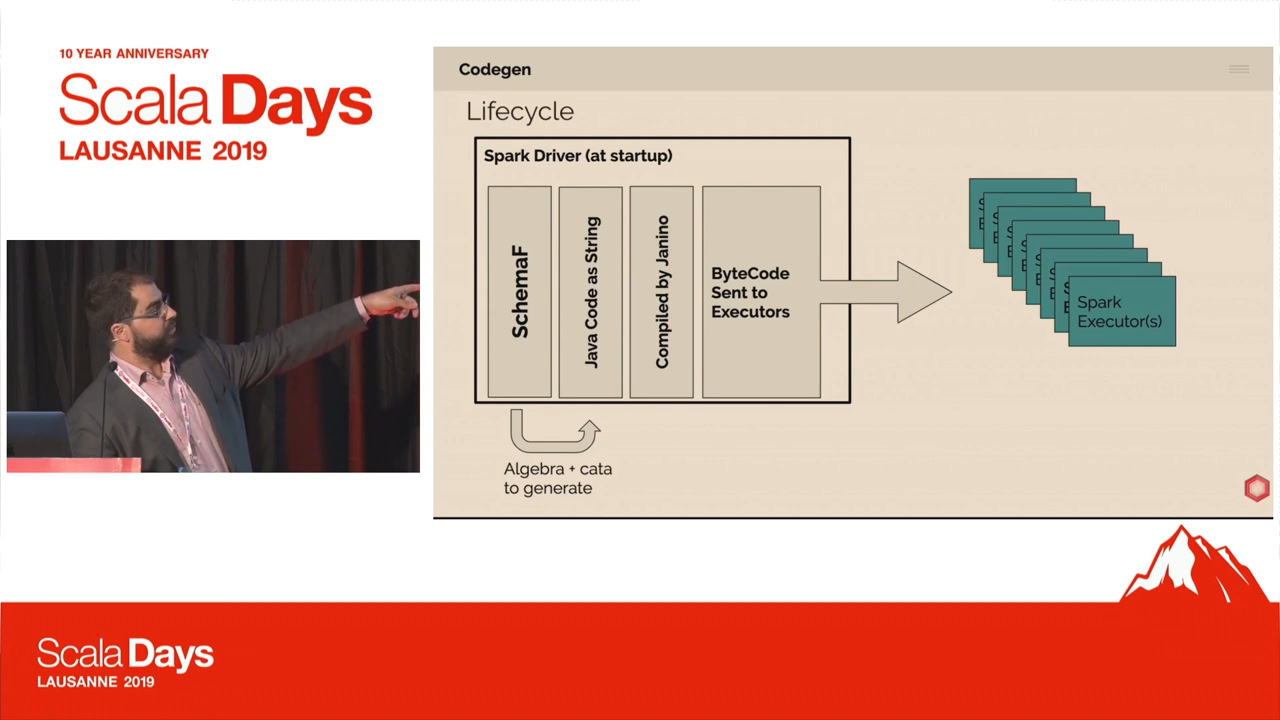 10 YEAR ANNIVERSARY
Scala Days
LAUSANNE 2019
Codegen
Lifecycle
Spark Driver (at startup)
SchemaF
Java Code as String
Compiled by Janino
ByteCode
Sent to
Executors
Spark
Executor(s)
Algebra + cata
to generate
Scala Days
LAUSANNE 2019